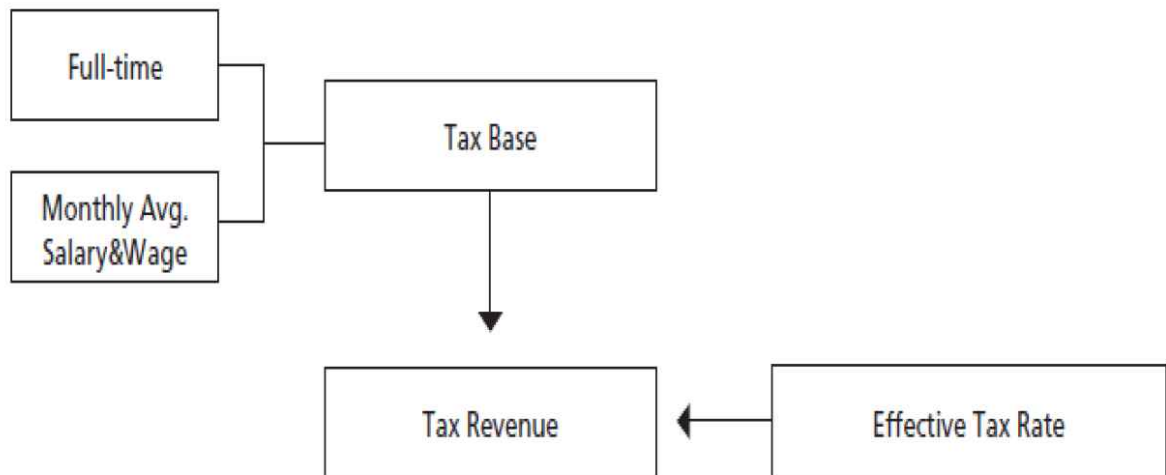 Full-time
Tax Base
Monthly Avg.
Salary&Wage
Tax Revenue
Effective Tax Rate